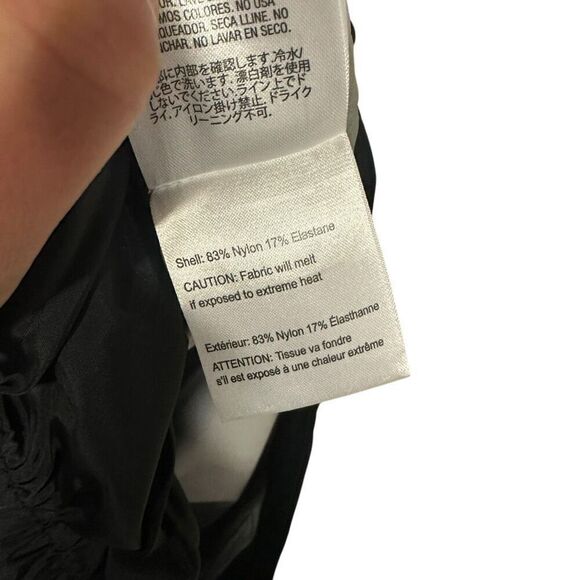 MOS COLORES. NO USA
QUEADOR. SECA LLINE. NO
NCHAR. NO LAVAR EN SECO.
に内部を確認します.冷水/
色で洗います. 漂白剤を使用
しないでください. ライン上でド
ライ. アイロン掛け禁止. ドライク
リーニング不可.
Shell: 83% Nylon 17% Elastane
CAUTION: Fabric will melt
if exposed to extreme heat
Extérieur: 83% Nylon 17% Élasthanne
ATTENTION: Tissue va fondre
s'il est exposé à une chaleur extrême